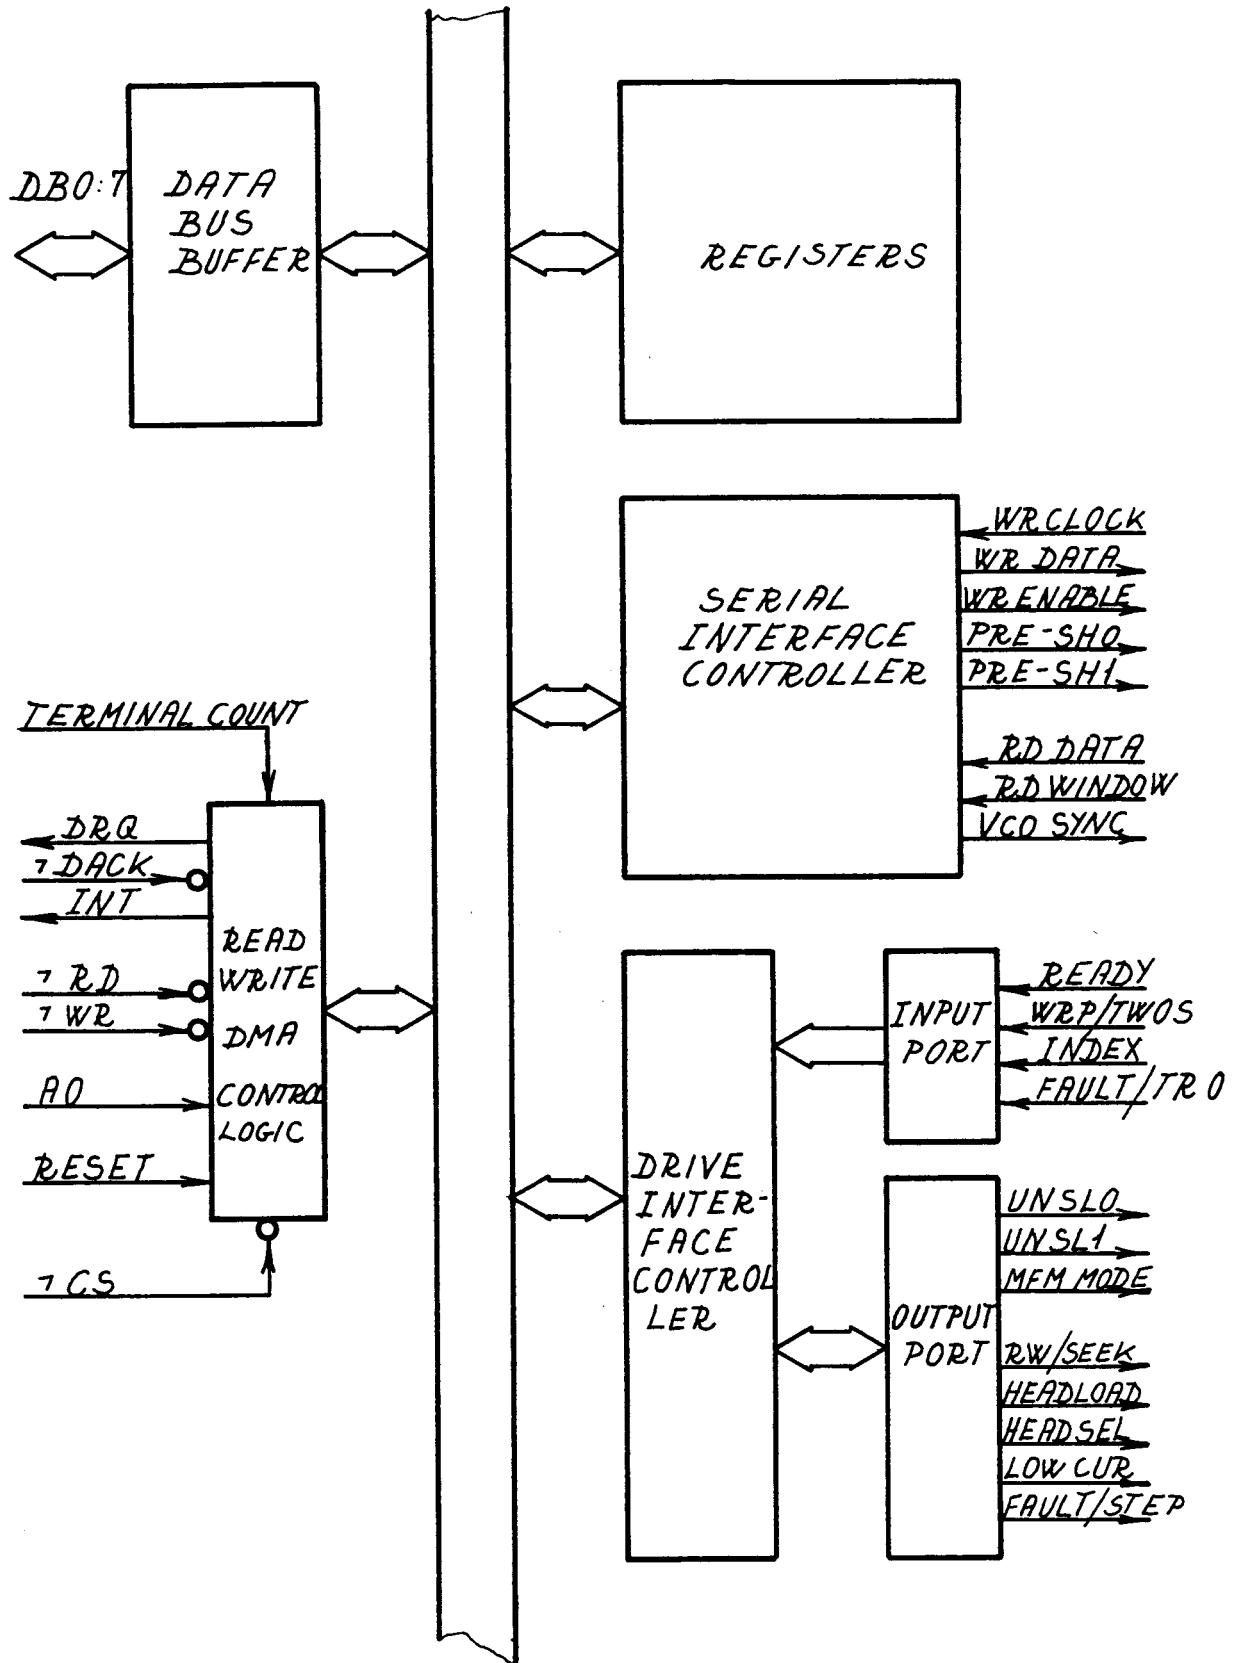 DB0:7
DATA
BUS
BUFFER
REGISTERS
SERIAL
INTERFACE
CONTROLLER
WR CLOCK
WR DATA
WR ENABLE
PRE-SH0
PRE-SH1
RD DATA
RD WINDOW
VCO SYNC
TERMINAL COUNT
DRQ
¬DACK
INT
¬RD
¬WR
A0
RESET
¬CS
READ
WRITE
DMA
CONTROL
LOGIC
DRIVE
INTER-
FACE
CONTROL
LER
INPUT
PORT
READY
WRP/TWOS
INDEX
FAULT/TR0
OUTPUT
PORT
UNSL0
UNSL1
MFM MODE
RW/SEEK
HEADLOAD
HEADSEL
LOW CUR
FAULT/STEP